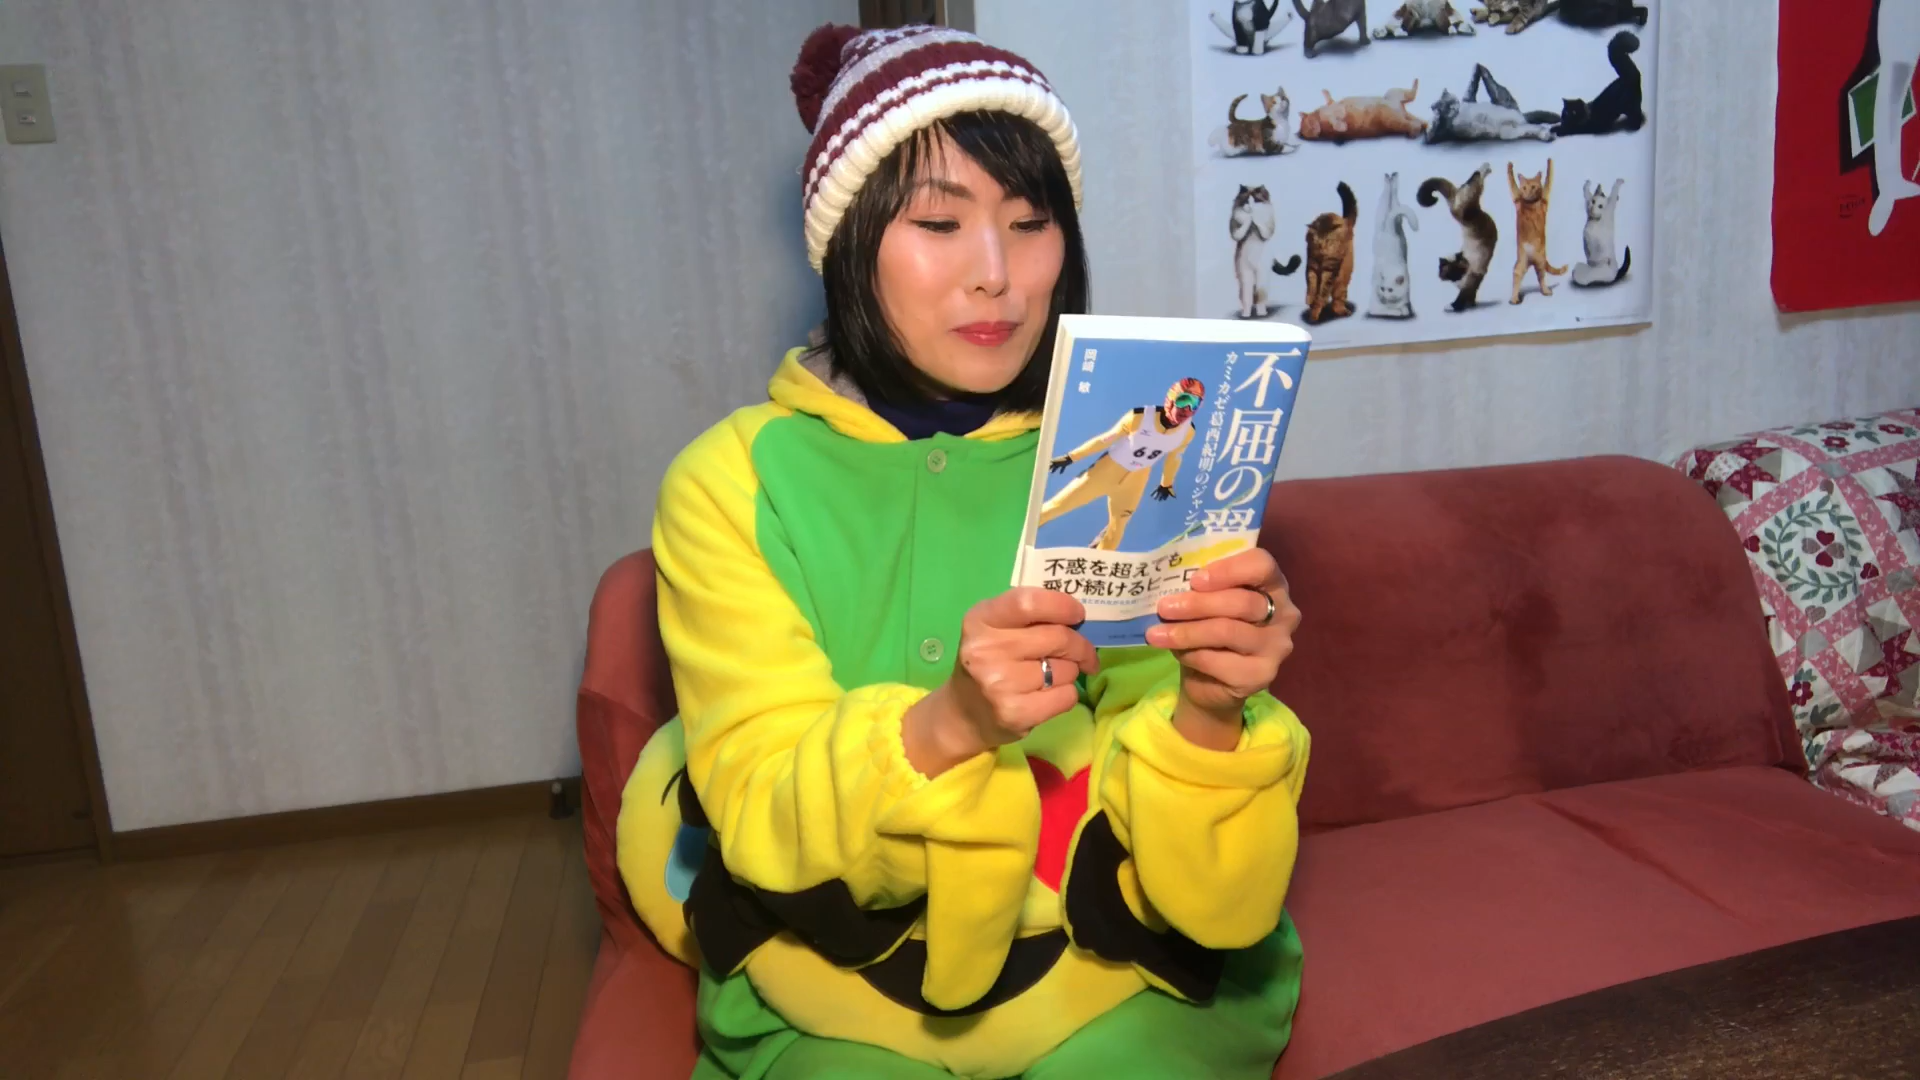 不屈の翼
カミカゼ葛西紀明のジャンプ
岡崎 敏
68
不惑を超えても
飛び続けるヒーロ